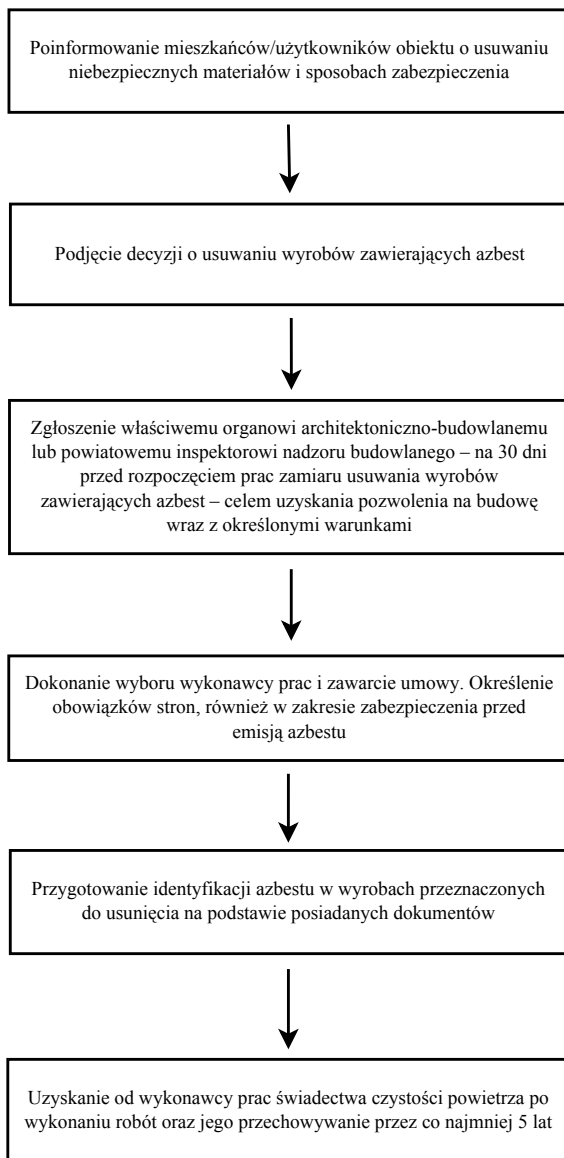 Poinformowanie mieszkańców/użytkowników obiektu o usuwaniu
niebezpiecznych materiałów i sposobach zabezpieczenia
Podjęcie decyzji o usuwaniu wyrobów zawierających azbest
Zgłoszenie właściwemu organowi architektoniczno-budowlanemu
lub powiatowemu inspektorowi nadzoru budowlanego – na 30 dni
przed rozpoczęciem prac zamiaru usuwania wyrobów
zawierających azbest – celem uzyskania pozwolenia na budowę
wraz z określonymi warunkami
Dokonanie wyboru wykonawcy prac i zawarcie umowy. Określenie
obowiązków stron, również w zakresie zabezpieczenia przed
emisją azbestu
Przygotowanie identyfikacji azbestu w wyrobach przeznaczonych
do usunięcia na podstawie posiadanych dokumentów
Uzyskanie od wykonawcy prac świadectwa czystości powietrza po
wykonaniu robót oraz jego przechowywanie przez co najmniej 5 lat